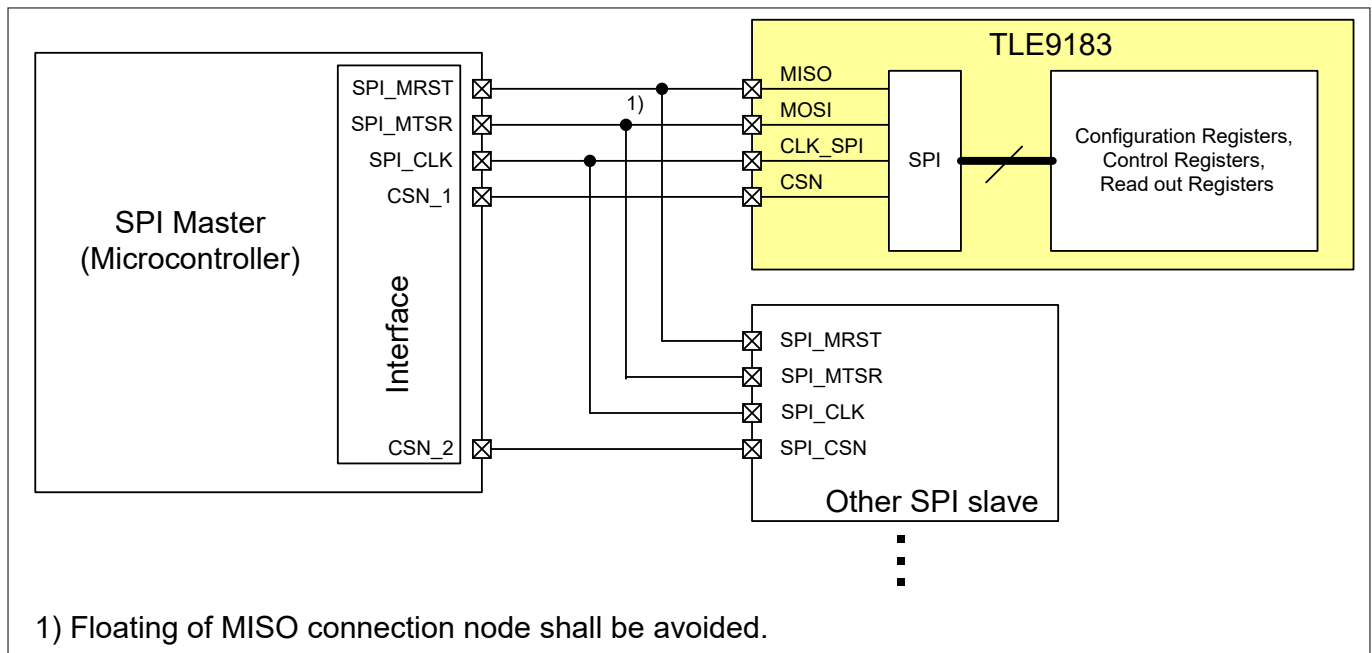 TLE9183
SPI_MRST
SPI_MTSR
SPI_CLK
CSN_1
SPI Master
(Microcontroller)
Interface
CSN_2
1)
MISO
MOSI
CLK_SPI
CSN
SPI
Configuration Registers,
Control Registers,
Read out Registers
SPI_MRST
SPI_MTSR
SPI_CLK
SPI_CSN
Other SPI slave
1) Floating of MISO connection node shall be avoided.